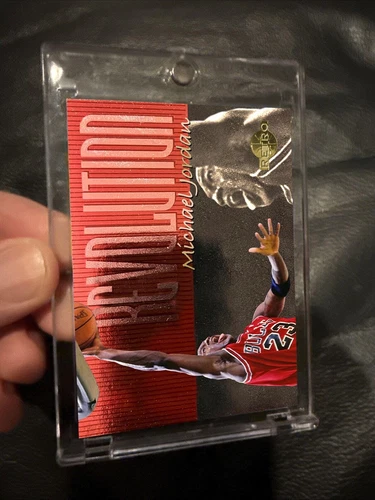 REVOLUTION
Michael Jordan
RETRO
BULLS
23